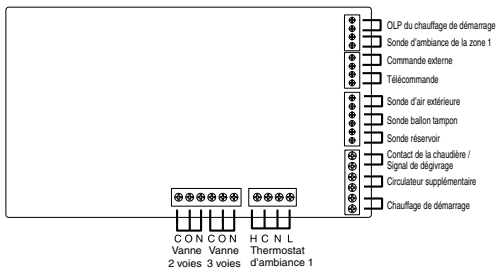 OLP du chauffage de démarrage
Sonde d'ambiance de la zone 1
Commande externe
Télécommande
Sonde d'air extérieure
Sonde ballon tampon
Sonde réservoir
Contact de la chaudière /
Signal de dégivrage
Circulateur supplémentaire
Chauffage de démarrage
C O N C O N H C N L
Vanne Vanne Thermostat
2 voies 3 voies d'ambiance 1